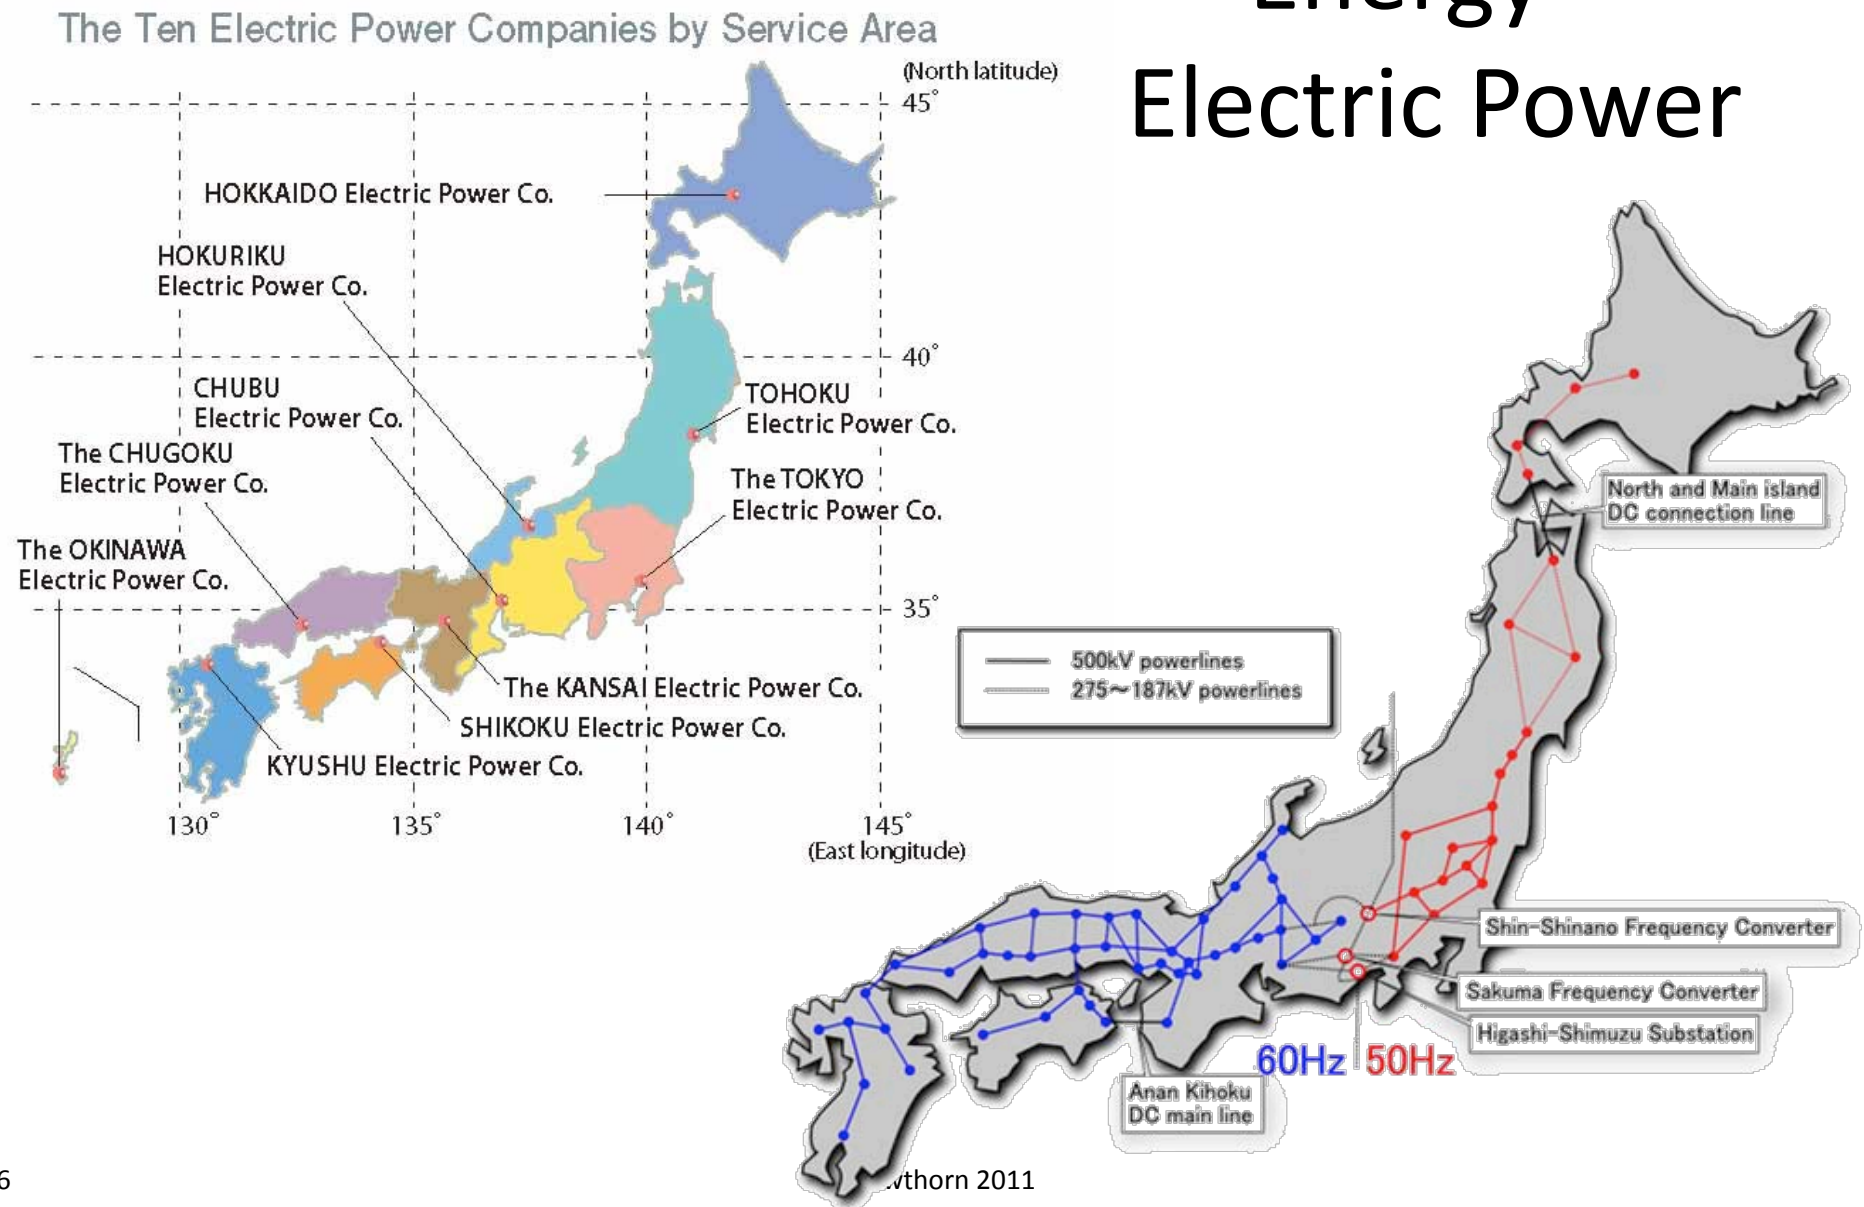 Energy
Electric Power
The Ten Electric Power Companies by Service Area
(North latitude)
45°
HOKKAIDO Electric Power Co.
HOKURIKU
Electric Power Co.
40°
CHUBU
Electric Power Co.
TOHOKU
Electric Power Co.
The CHUGOKU
Electric Power Co.
The TOKYO
Electric Power Co.
The OKINAWA
Electric Power Co.
35°
The KANSAI Electric Power Co.
SHIKOKU Electric Power Co.
KYUSHU Electric Power Co.
130°
135°
140°
145°
(East longitude)
North and Main island
DC connection line
500kV powerlines
275～187kV powerlines
Shin-Shinano Frequency Converter
Sakuma Frequency Converter
Higashi-Shimuzu Substation
60Hz
50Hz
Anan Kihoku
DC main line
6
wthorn 2011